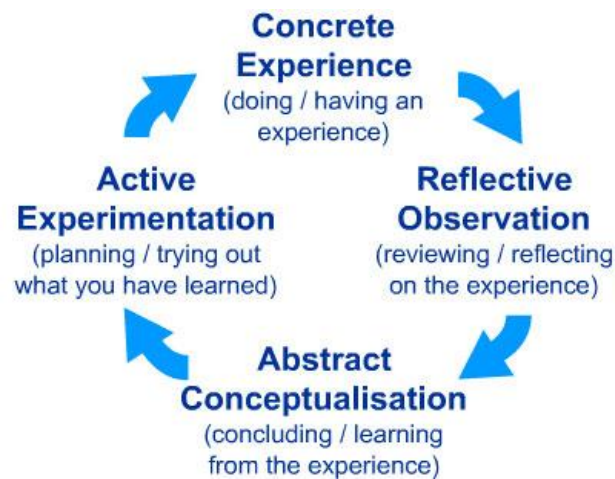 Concrete
Experience
(doing / having an
experience)
Reflective
Observation
(reviewing / reflecting
on the experience)
Abstract
Conceptualisation
(concluding / learning
from the experience)
Active
Experimentation
(planning / trying out
what you have learned)